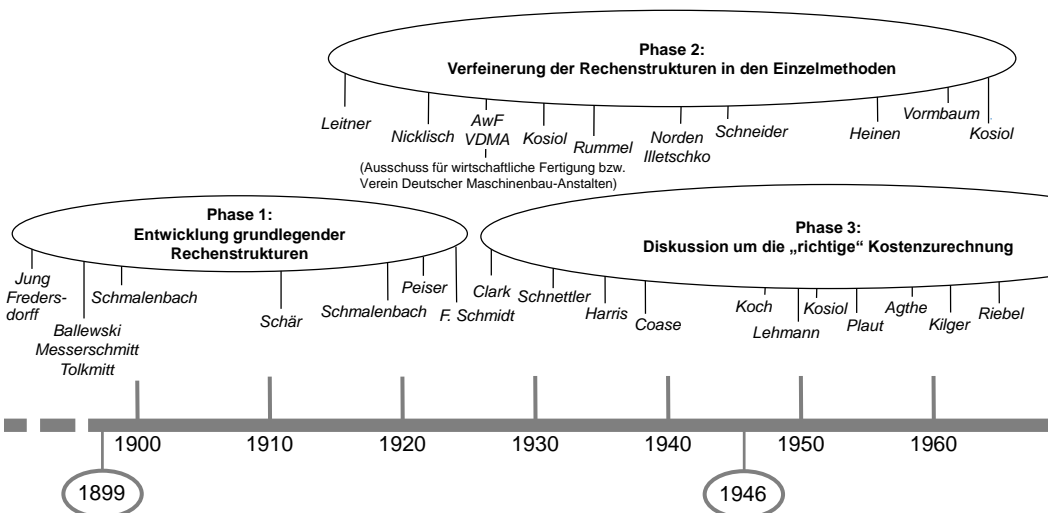 Phase 2:
Verfeinerung der Rechenstrukturen in den Einzelmethoden
Leitner
Nicklisch
AwF
VDMA
Kosiol
Rummel
Norden
Illetschko
Schneider
Heinen
Vormbaum
Kosiol
(Ausschuss für wirtschaftliche Fertigung bzw.
Verein Deutscher Maschinenbau-Anstalten)
Phase 1:
Entwicklung grundlegender
Rechenstrukturen
Jung
Freders-
dorff
Ballewski
Messerschmitt
Tolkmitt
Schmalenbach
Schär
Schmalenbach
Peiser
F. Schmidt
Phase 3:
Diskussion um die „richtige“ Kostenzurechnung
Clark
Schnettler
Harris
Coase
Koch
Lehmann
Kosiol
Plaut
Agthe
Kilger
Riebel
1900
1910
1920
1930
1940
1950
1960
1899
1946